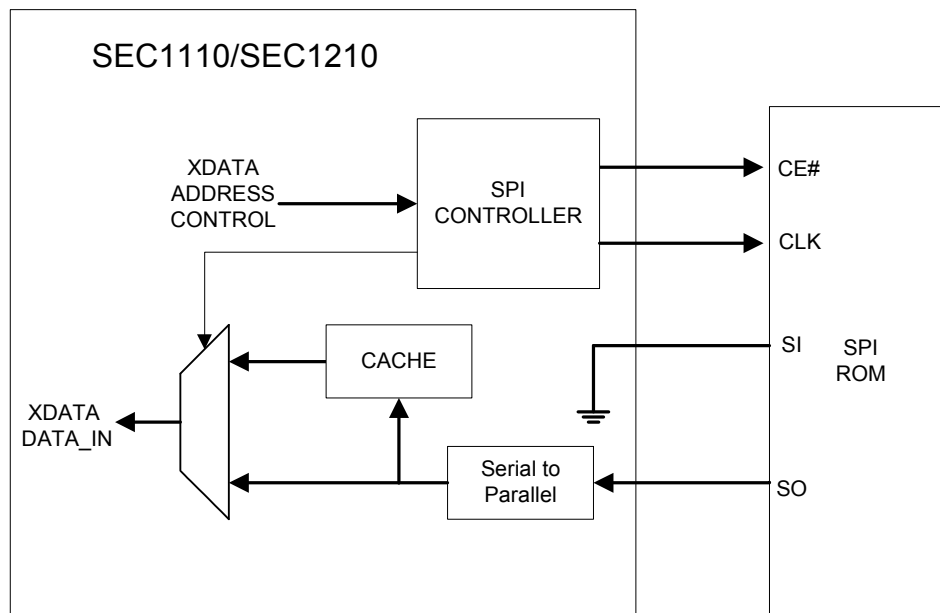 SEC1110/SEC1210
XDATA
ADDRESS
CONTROL
SPI
CONTROLLER
CE#
CLK
SI
SPI
ROM
CACHE
XDATA
DATA_IN
Serial to
Parallel
SO